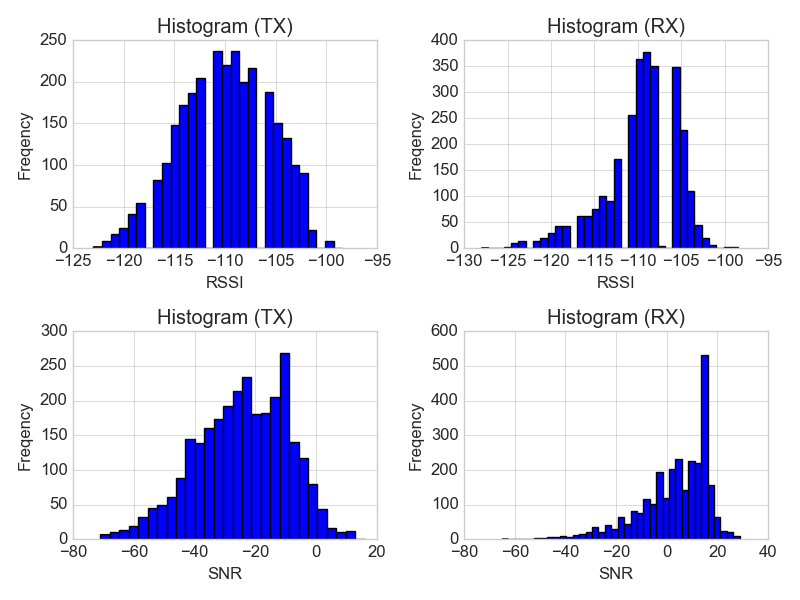 Histogram (TX)
250
200
150
100
50
0
Freqency
−125 −120 −115 −110 −105 −100 −95
RSSI
Histogram (RX)
400
350
300
250
200
150
100
50
0
Freqency
−130 −125 −120 −115 −110 −105 −100 −95
RSSI
Histogram (TX)
300
250
200
150
100
50
0
Freqency
−80 −60 −40 −20 0 20
SNR
Histogram (RX)
600
500
400
300
200
100
0
Freqency
−80 −60 −40 −20 0 20 40
SNR